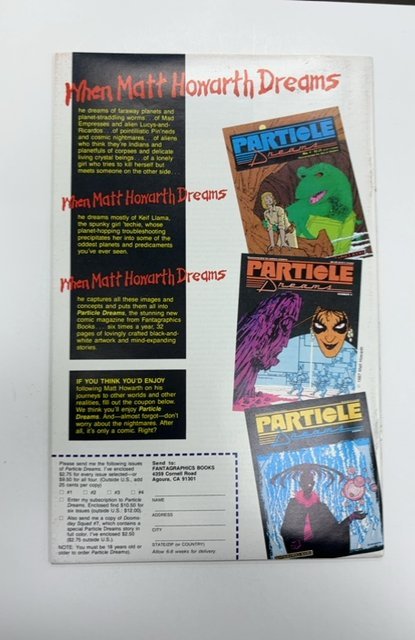 When Matt Howarth Dreams
he dreams of faraway planets and
planet-straddling worms. . .of Mad
Empresses and alien Lucys-and-
Ricardos. . .of pointillistic Pin'neds
and cosmic nightmares. . .of aliens
who think they're Indians and
planetfuls of corpses and delicate
living crystal beings. . .of a lonely
girl who tries to kill herself but
meets someone on the other side. . .
When Matt Howarth Dreams
he dreams mostly of Keif Llama,
the spunky girl 'techie, whose
planet-hopping troubleshooting
precipitates her into some of the
oddest planets and predicaments
you've ever seen.
When Matt Howarth Dreams
he captures all these images and
concepts and puts them all into
Particle Dreams, the stunning new
comic magazine from Fantagraphics
Books . . . six times a year, 32
pages of lovingly crafted black-and-
white artwork and mind-expanding
stories.
IF YOU THINK YOU'D ENJOY
following Matt Howarth on his
journeys to other worlds and other
realities, fill out the coupon below.
We think you'll enjoy Particle
Dreams. And—almost forgot—don't
worry about the nightmares. After
all, it's only a comic. Right?
PARTICLE
Dreams
PARTICLE
Dreams
PARTICLE
Dreams
© 1987 Matt Howarth
Please send me the following issues
of Particle Dreams. I've enclosed
$2.75 for every issue selected—or
$9.50 for all four. (Outside U.S., add
25 cents per copy)
□ #1 □ #2 □ #3 □ #4
□ Enter my subscription to Particle
Dreams. Enclosed find $10.50 for
six issues (outside U.S.: $12.00).
□ Also send me a copy of Dooms-
day Squad #7, which contains a
special Particle Dreams story in
full color. I've enclosed $2.50
($2.75 outside U.S.).
NOTE: You must be 18 years old or
older to order Particle Dreams).
Send to:
FANTAGRAPHICS BOOKS
4359 Cornell Road
Agoura, CA 91301
NAME
ADDRESS
CITY
STATE/ZIP (or COUNTRY)
Allow 6-8 weeks for delivery